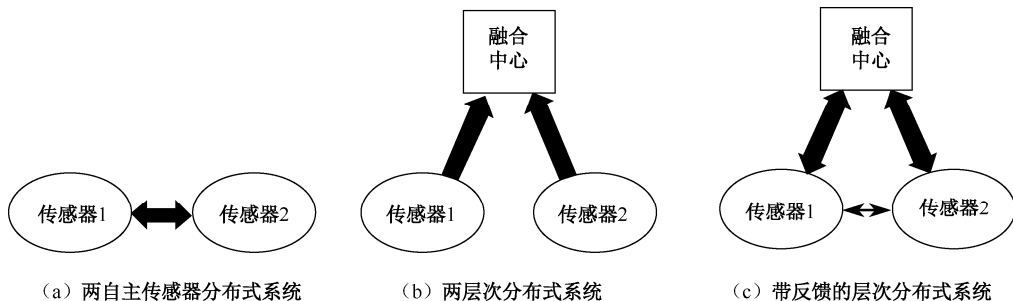 融合
中心
融合
中心
传感器1
传感器2
传感器1
传感器2
传感器1
传感器2
（a）两自主传感器分布式系统
（b）两层次分布式系统
（c）带反馈的层次分布式系统